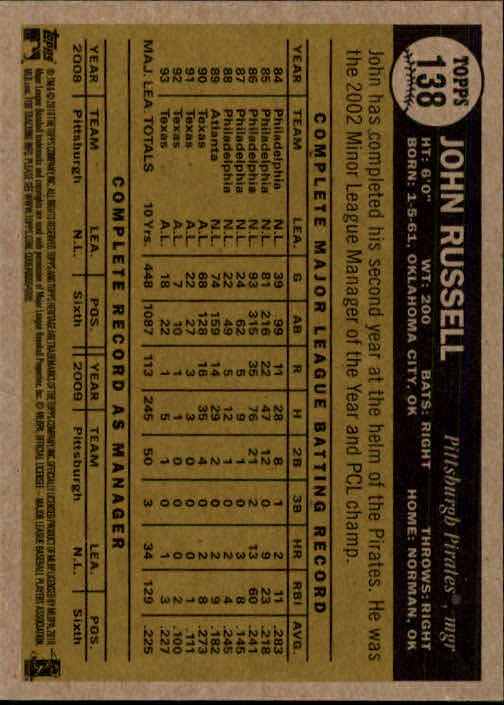 TOPPS
138
JOHN RUSSELL
Pittsburgh Pirates®, mgr
HT: 6'0" WT: 200 BATS: RIGHT THROWS: RIGHT
BORN: 1-5-61, OKLAHOMA CITY, OK HOME: NORMAN, OK
John has completed his second year at the helm of the Pirates. He was
the 2002 Minor League Manager of the Year and PCL champ.
COMPLETE MAJOR LEAGUE BATTING RECORD
YEAR TEAM LEA. G AB R H 2B 3B HR RBI AVG.
84 Philadelphia N.L. 39 99 11 28 8 1 2 11 .283
85 Philadelphia N.L. 81 216 22 47 12 0 9 23 .218
86 Philadelphia N.L. 93 315 35 76 21 2 13 60 .241
87 Philadelphia N.L. 24 62 5 9 1 0 3 8 .145
88 Philadelphia N.L. 22 49 5 12 1 0 2 4 .245
89 Atlanta N.L. 74 159 14 29 2 0 2 9 .182
90 Texas A.L. 68 128 16 35 4 0 2 8 .273
91 Texas A.L. 22 27 3 3 0 0 0 1 .111
92 Texas A.L. 7 10 1 1 0 0 0 2 .100
93 Texas A.L. 18 22 1 5 1 0 1 3 .227
MAJ. LEA. TOTALS 10 Yrs. 448 1087 113 245 50 3 34 129 .225
COMPLETE RECORD AS MANAGER
YEAR TEAM LEA. POS. YEAR TEAM LEA. POS.
2008 Pittsburgh N.L. Sixth 2009 Pittsburgh N.L. Sixth
TOPPS